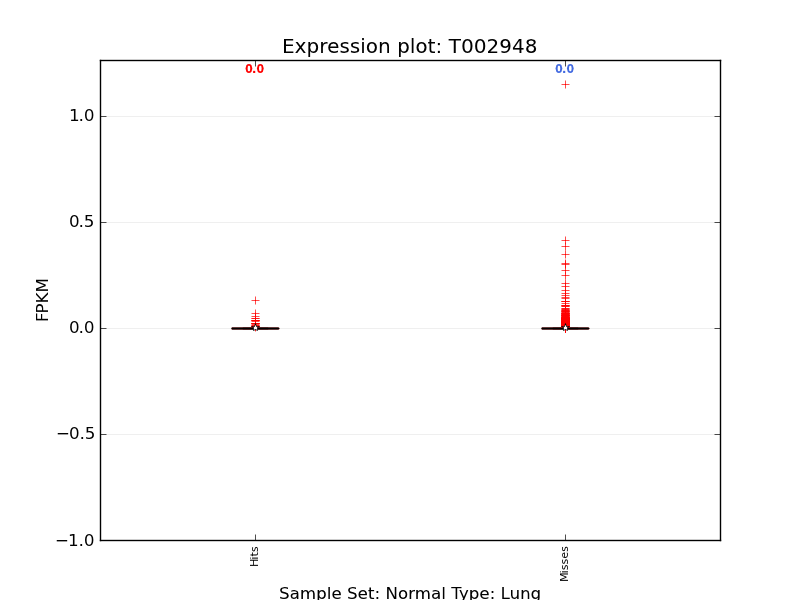 Expression plot: T002948
0.0 0.0
1.0
0.5
0.0
−0.5
−1.0
FPKM
Hits
Misses
Sample Set: Normal Type: Lung